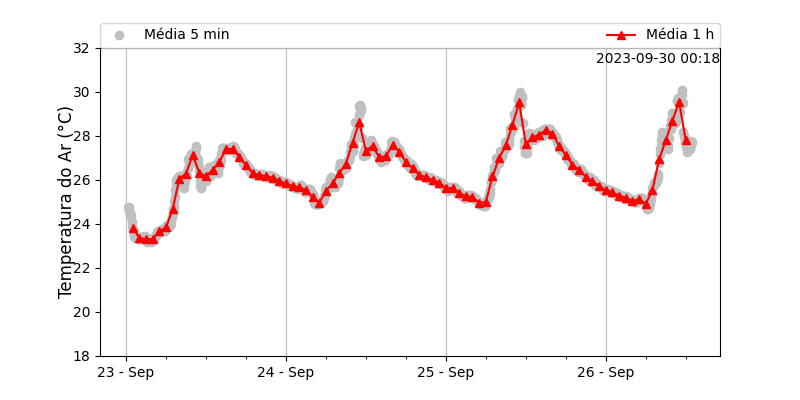 Média 5 min
Média 1 h
2023-09-30 00:18
Temperatura do Ar (°C)
32
30
28
26
24
22
20
18
23 - Sep
24 - Sep
25 - Sep
26 - Sep